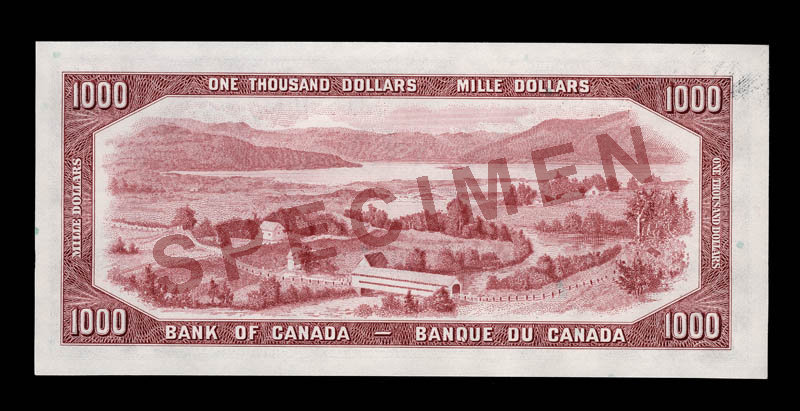 ONE THOUSAND DOLLARS MILLE DOLLARS
1000 1000
MILLE DOLLARS
ONE THOUSAND DOLLARS
SPECIMEN
1000 1000
BANK OF CANADA — BANQUE DU CANADA